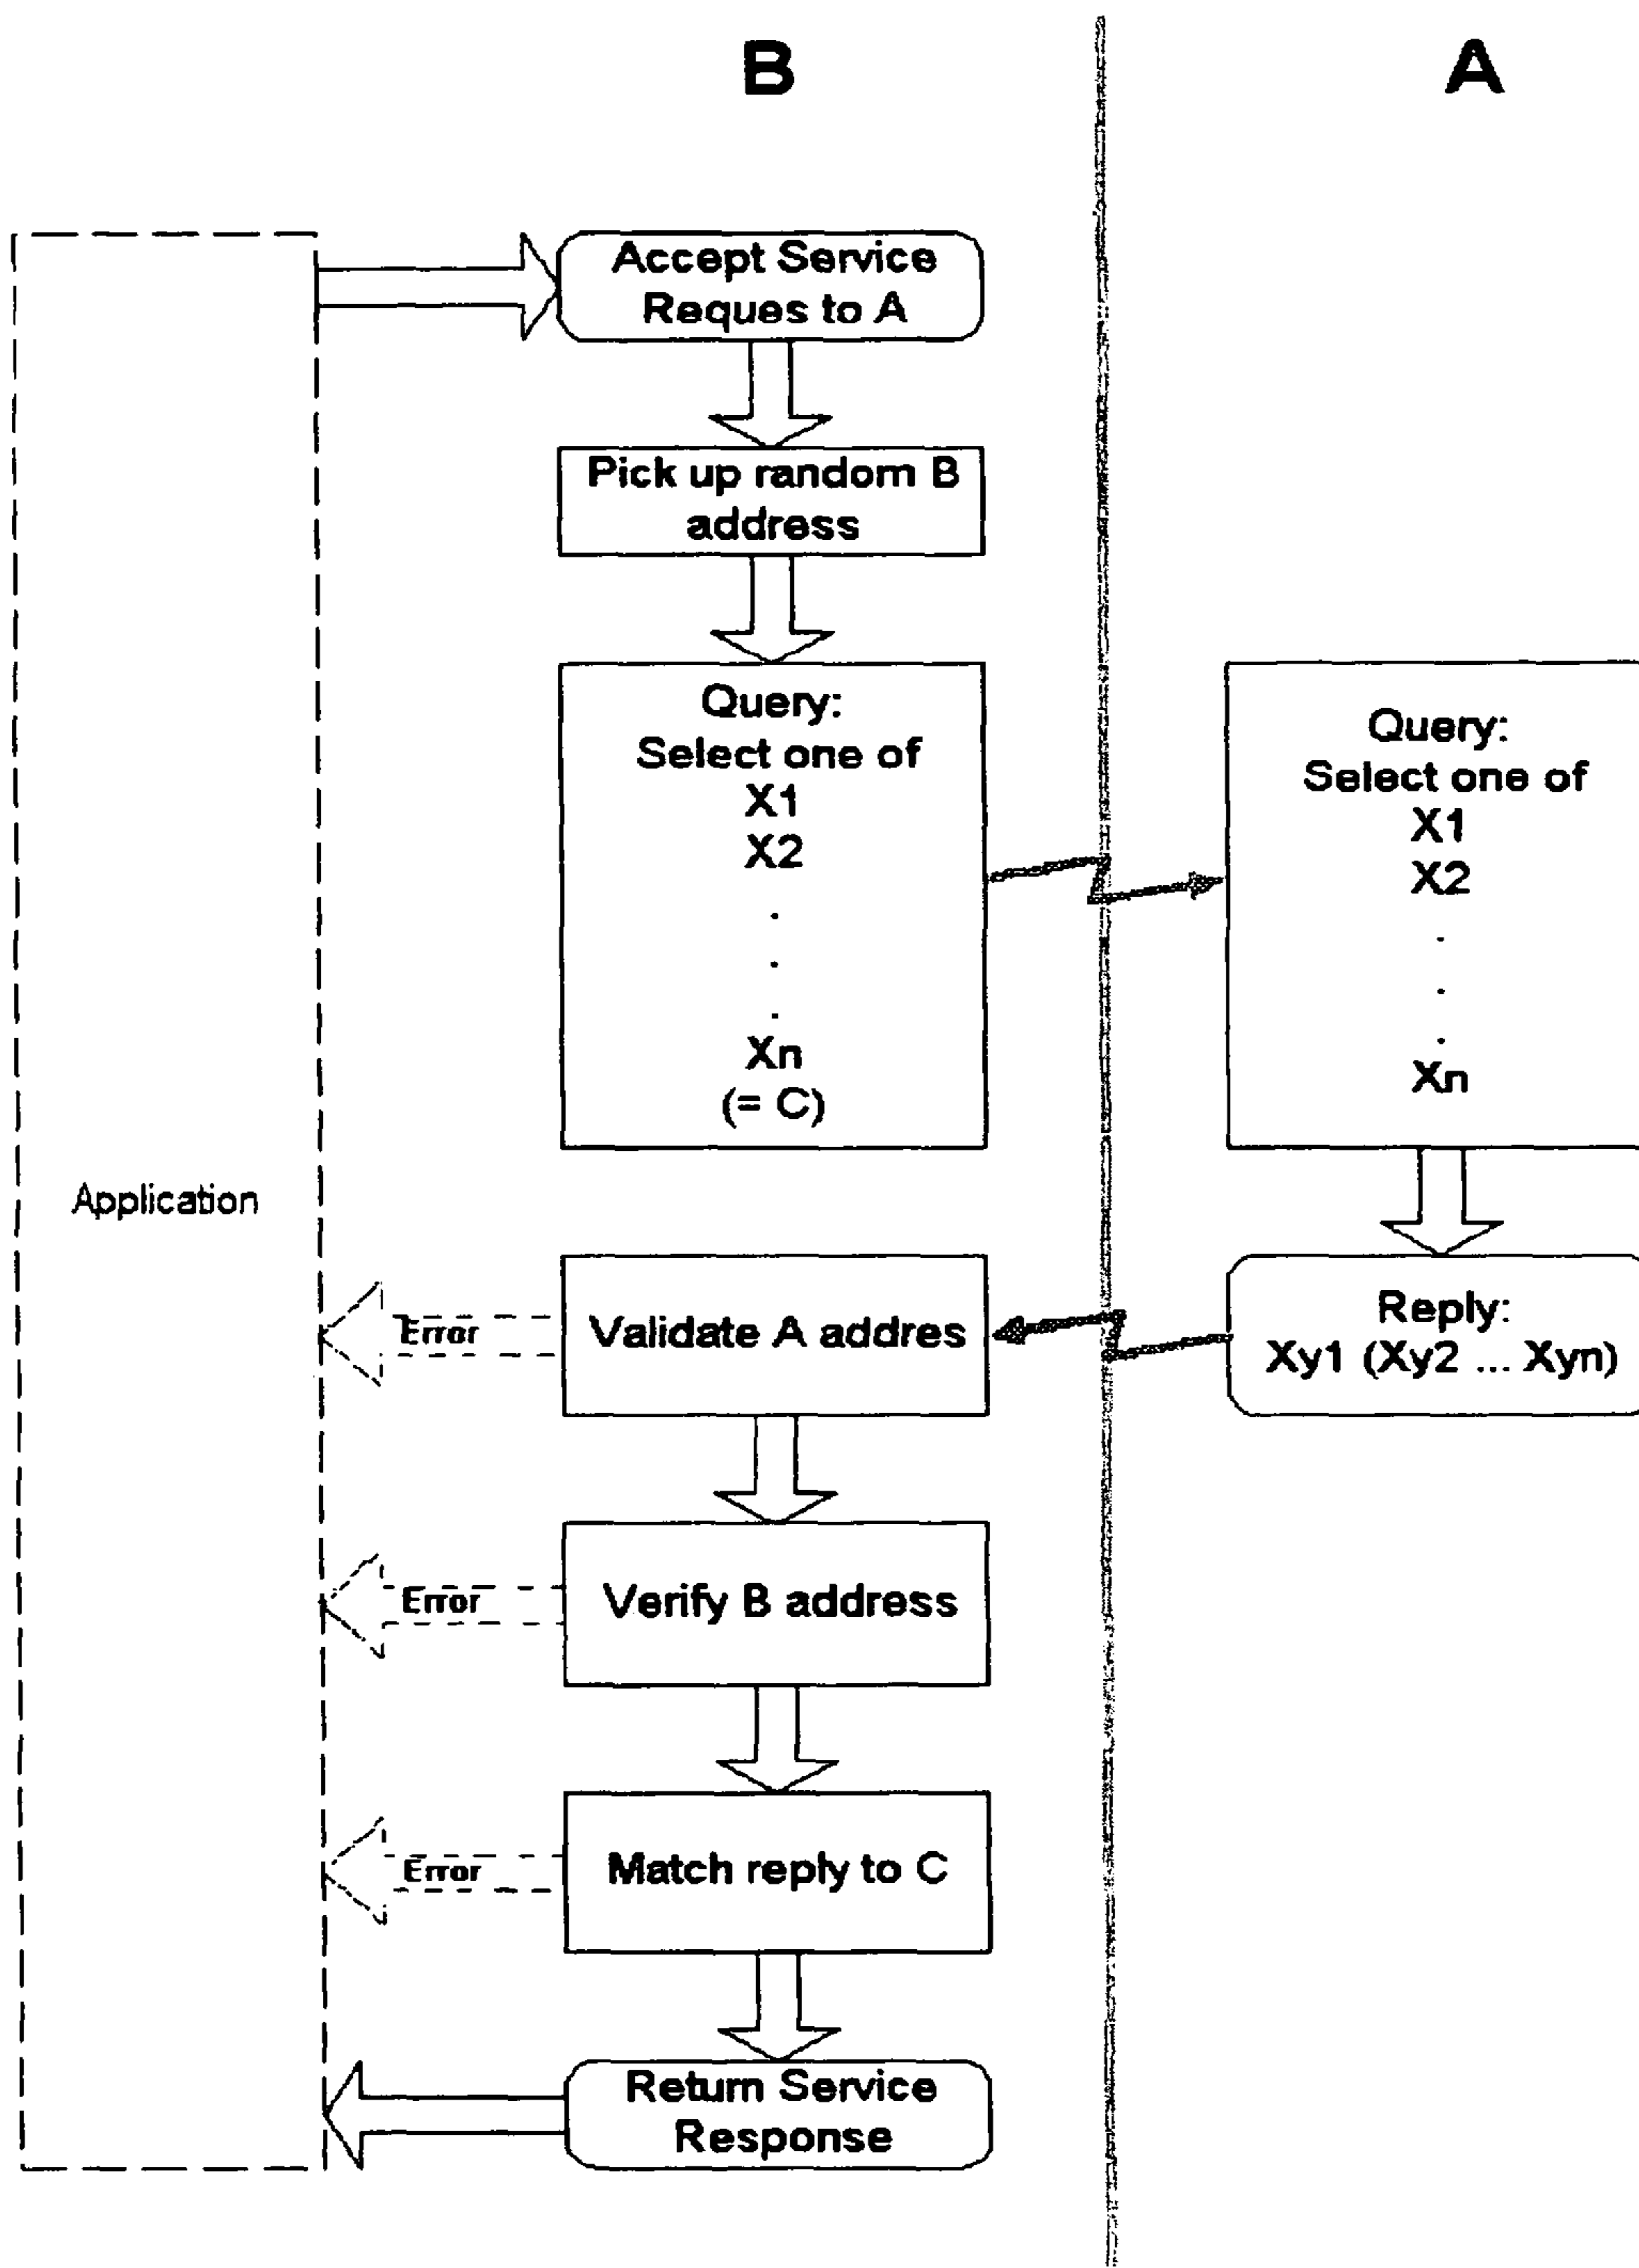 B
A
Accept Service
Reques to A
Pick up random B
address
Query:
Select one of
X1
X2
.
.
.
Xn
(= C)
Query:
Select one of
X1
X2
.
.
.
Xn
Application
Error
Validate A addres
Reply:
Xy1 (Xy2 ... Xyn)
Error
Verify B address
Error
Match reply to C
Return Service
Response